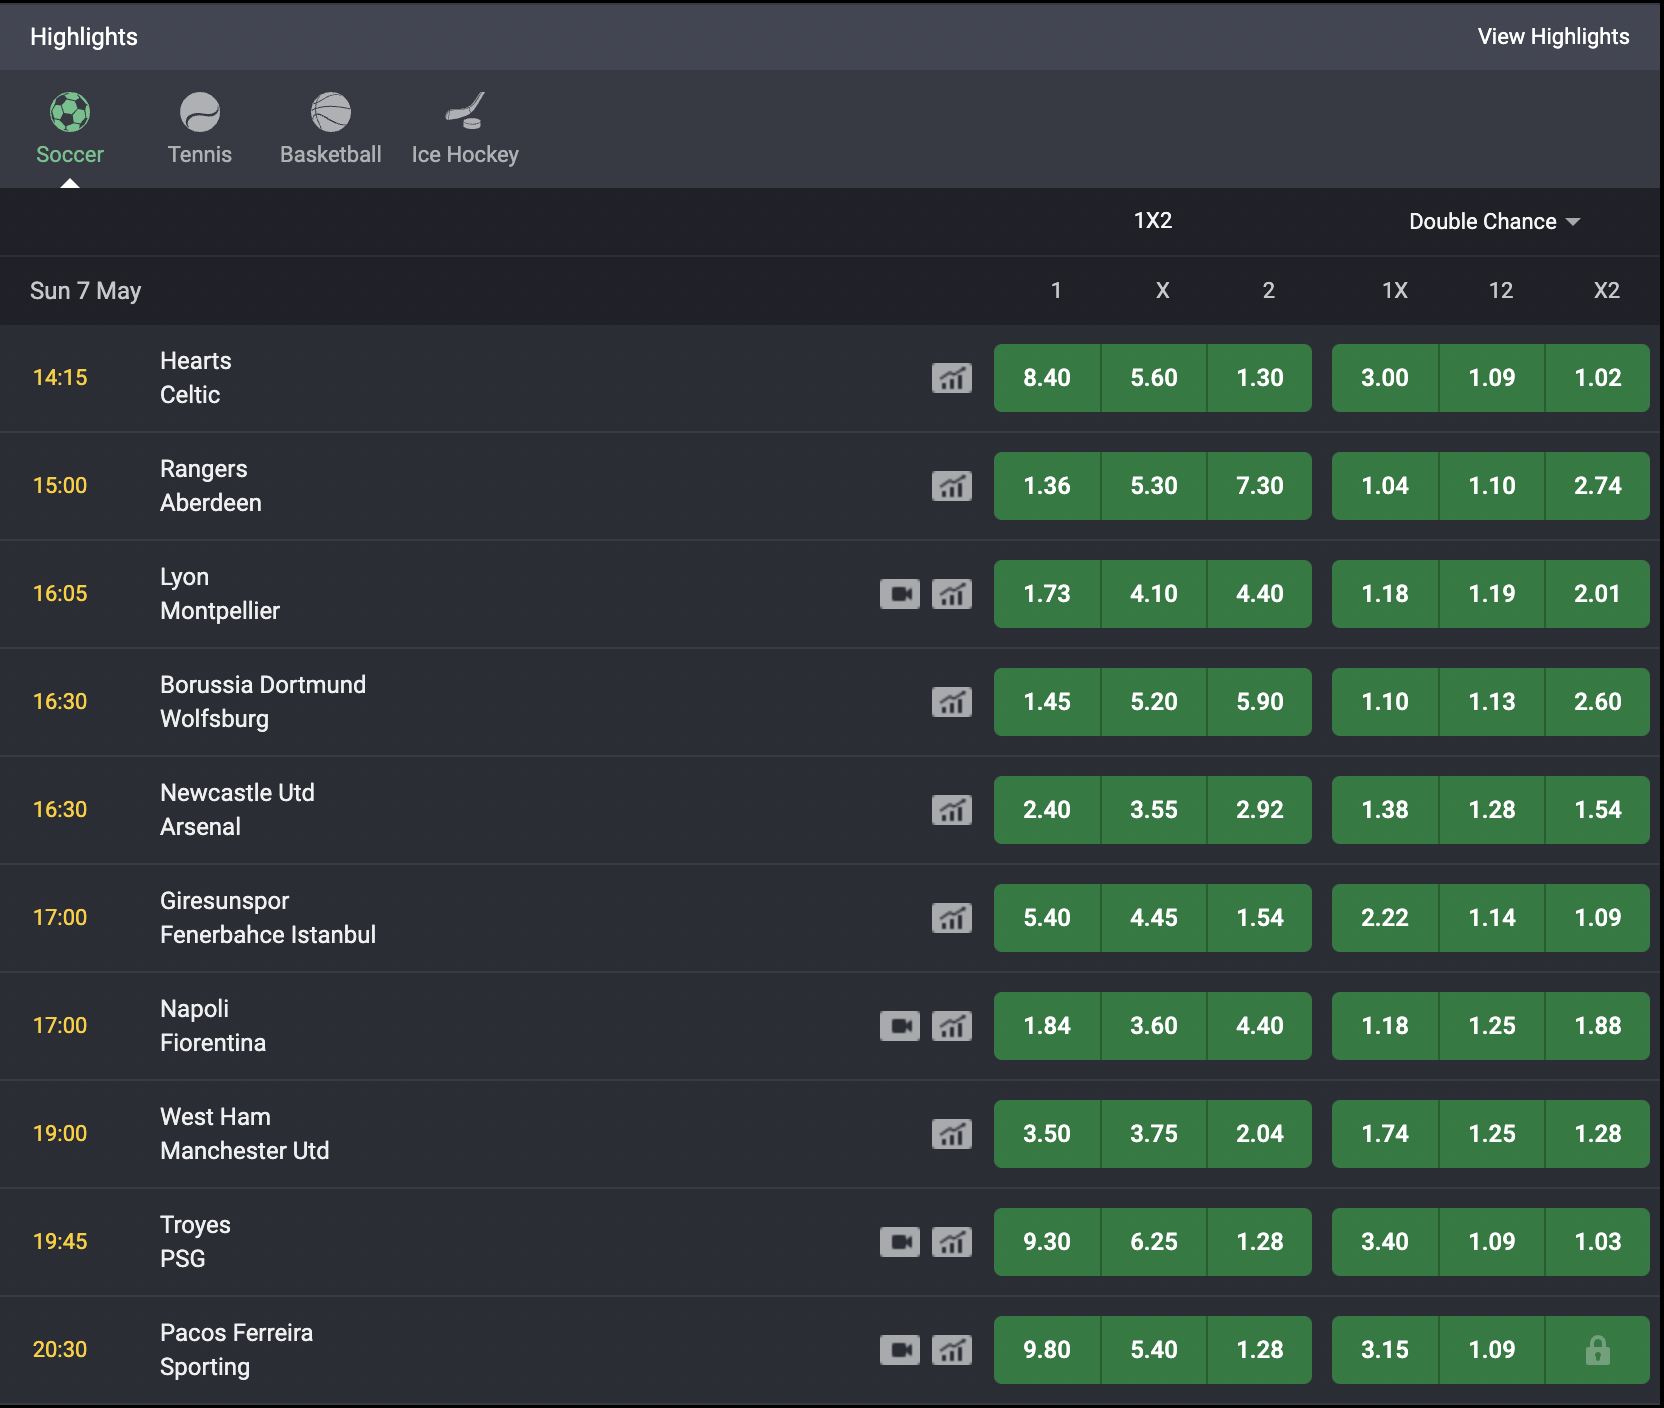 Highlights View Highlights
Soccer Tennis Basketball Ice Hockey
1X2 Double Chance
Sun 7 May 1 X 2 1X 12 X2
Hearts
14:15 8.40 5.60 1.30 3.00 1.09 1.02
Celtic
Rangers
15:00 1.36 5.30 7.30 1.04 1.10 2.74
Aberdeen
Lyon
16:05 1.73 4.10 4.40 1.18 1.19 2.01
Montpellier
Borussia Dortmund
16:30 1.45 5.20 5.90 1.10 1.13 2.60
Wolfsburg
Newcastle Utd
16:30 2.40 3.55 2.92 1.38 1.28 1.54
Arsenal
Giresunspor
17:00 5.40 4.45 1.54 2.22 1.14 1.09
Fenerbahce Istanbul
Napoli
17:00 1.84 3.60 4.40 1.18 1.25 1.88
Fiorentina
West Ham
19:00 3.50 3.75 2.04 1.74 1.25 1.28
Manchester Utd
Troyes
19:45 9.30 6.25 1.28 3.40 1.09 1.03
PSG
Pacos Ferreira
20:30 9.80 5.40 1.28 3.15 1.09
Sporting